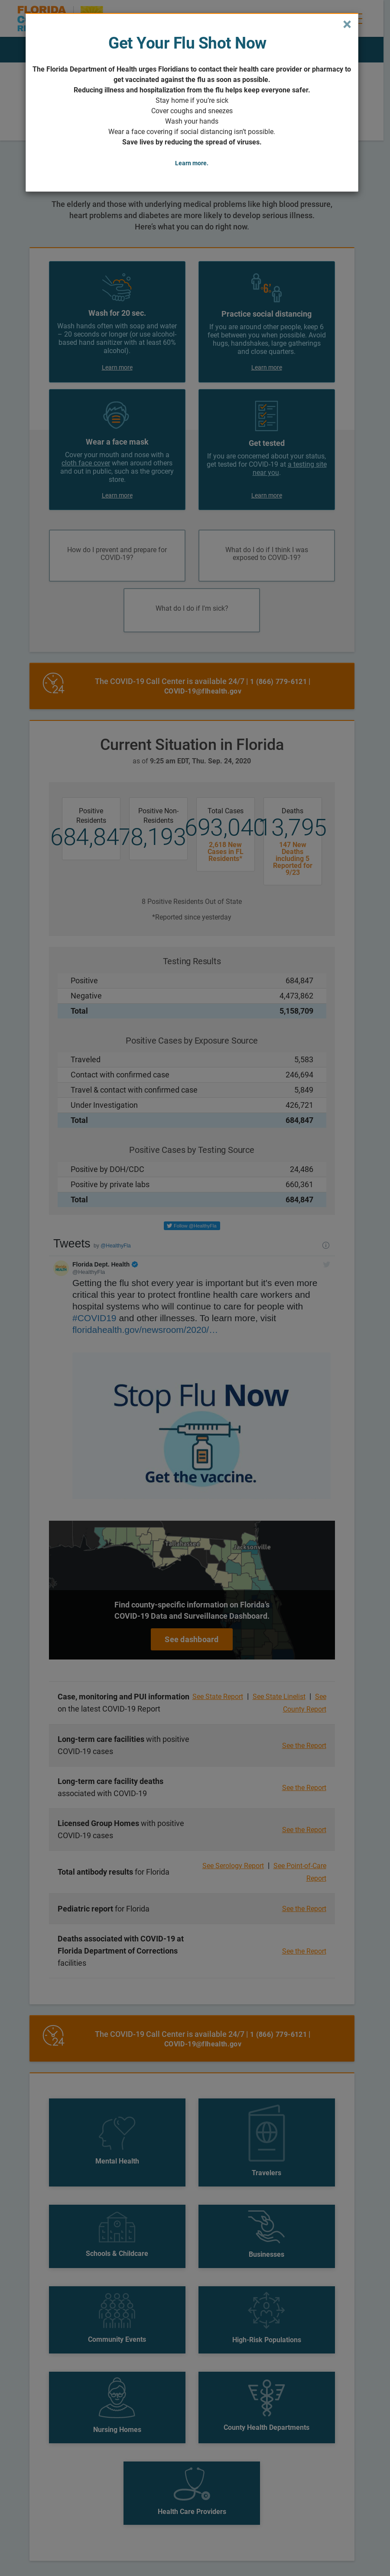 FLORIDA
×
Get Your Flu Shot Now
The Florida Department of Health urges Floridians to contact their health care provider or pharmacy to
get vaccinated against the flu as soon as possible.
Reducing illness and hospitalization from the flu helps keep everyone safer.
Stay home if you're sick
Cover coughs and sneezes
Wash your hands
Wear a face covering if social distancing isn't possible.
Save lives by reducing the spread of viruses.
Learn more.
The elderly and those with underlying medical problems like high blood pressure,
heart problems and diabetes are more likely to develop serious illness.
Here's what you can do right now.
Wash for 20 sec.
Wash hands often with soap and water
– 20 seconds or longer (or use alcohol-
based hand sanitizer with at least 60%
alcohol).
Learn more
6'
Practice social distancing
If you are around other people, keep 6
feet between you when possible. Avoid
hugs, handshakes, large gatherings
and close quarters.
Learn more
Wear a face mask
Cover your mouth and nose with a
cloth face cover when around others
and out in public, such as the grocery
store.
Learn more
Get tested
If you are concerned about your status,
get tested for COVID-19 at a testing site
near you
Learn more
How do I prevent and prepare for
COVID-19?
What do I do if I think I was
exposed to COVID-19?
What do I do if I'm sick?
24
The COVID-19 Call Center is available 24/7 | 1 (866) 779-6121 |
COVID-19@flhealth.gov
Current Situation in Florida
as of 9:25 am EDT, Thu. Sep. 24, 2020
Positive
Residents
684,847
Positive Non-
Residents
8,193
Total Cases
693,040
2,618 New
Cases in FL
Residents*
Deaths
13,795
147 New
Deaths
including 5
Reported for
9/23
8 Positive Residents Out of State
*Reported since yesterday
Testing Results
Positive 684,847
Negative 4,473,862
Total 5,158,709
Positive Cases by Exposure Source
Traveled 5,583
Contact with confirmed case 246,694
Travel & contact with confirmed case 5,849
Under Investigation 426,721
Total 684,847
Positive Cases by Testing Source
Positive by DOH/CDC 24,486
Positive by private labs 660,361
Total 684,847
Follow @HealthyFla
Tweets by @HealthyFla
Florida Dept. Health
@HealthyFla
Getting the flu shot every year is important but it's even more
critical this year to protect frontline health care workers and
hospital systems who will continue to care for people with
#COVID19 and other illnesses. To learn more, visit
floridahealth.gov/newsroom/2020/…
Stop Flu Now
Get the vaccine.
Tallahassee
Jacksonville
Find county-specific information on Florida's
COVID-19 Data and Surveillance Dashboard.
See dashboard
Case, monitoring and PUI information See State Report | See State Linelist | See
on the latest COVID-19 Report County Report
Long-term care facilities with positive
COVID-19 cases See the Report
Long-term care facility deaths
associated with COVID-19 See the Report
Licensed Group Homes with positive
COVID-19 cases See the Report
Total antibody results for Florida See Serology Report | See Point of Care
Report
Pediatric report for Florida See the Report
Deaths associated with COVID-19 at
Florida Department of Corrections See the Report
facilities
24
The COVID-19 Call Center is available 24/7 | 1 (866) 779-6121 |
COVID-19@flhealth.gov
Mental Health
Travelers
Schools & Childcare
Businesses
Community Events
High-Risk Populations
Nursing Homes
County Health Departments
Health Care Providers